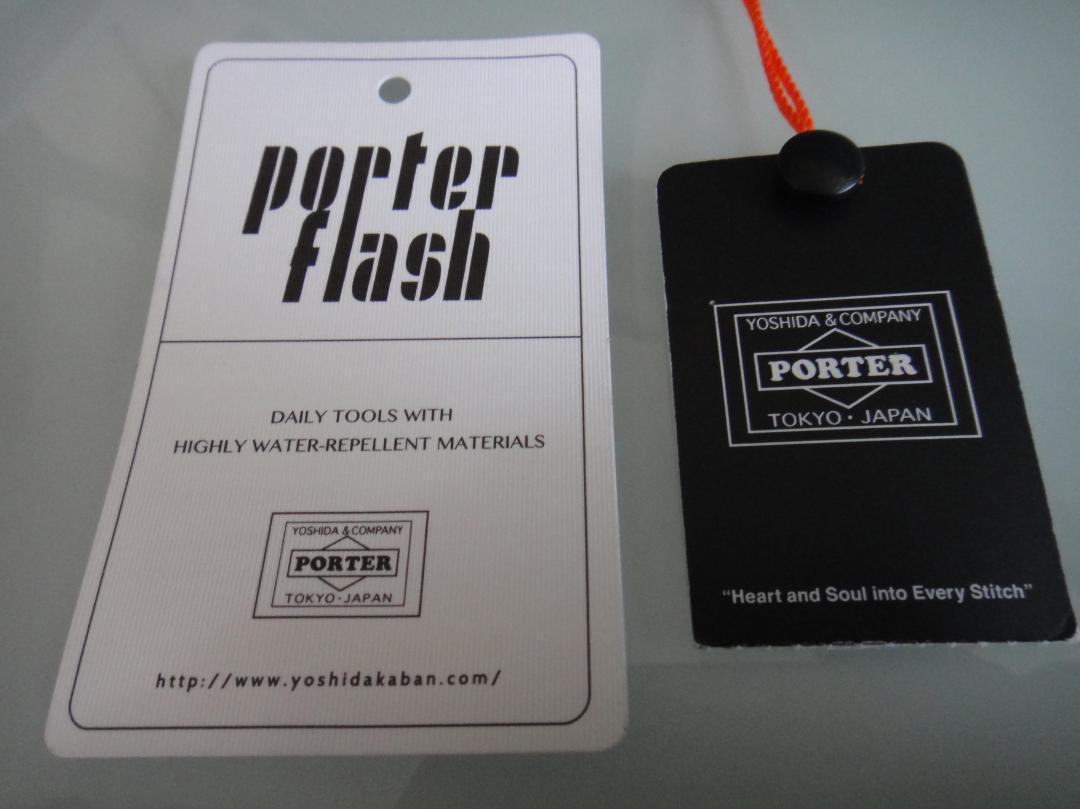 porter
flash
DAILY TOOLS WITH
HIGHLY WATER-REPELLENT MATERIALS
YOSHIDA & COMPANY
PORTER
TOKYO・JAPAN
http://www.yoshidakaban.com/
YOSHIDA & COMPANY
PORTER
TOKYO・JAPAN
“Heart and Soul into Every Stitch”